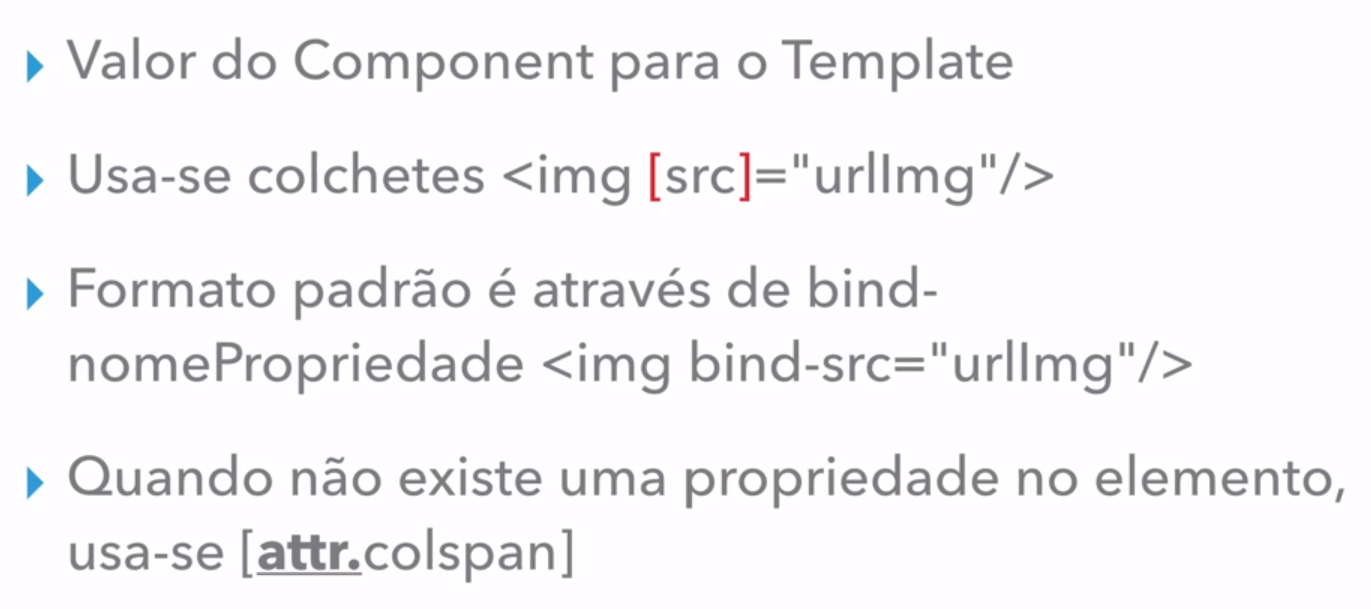 Valor do Component para o Template
Usa-se colchetes <img [src]="urlImg"/>
Formato padrão é através de bind-
nomePropriedade <img bind-src="urlImg"/>
Quando não existe uma propriedade no elemento,
usa-se [attr.colspan]